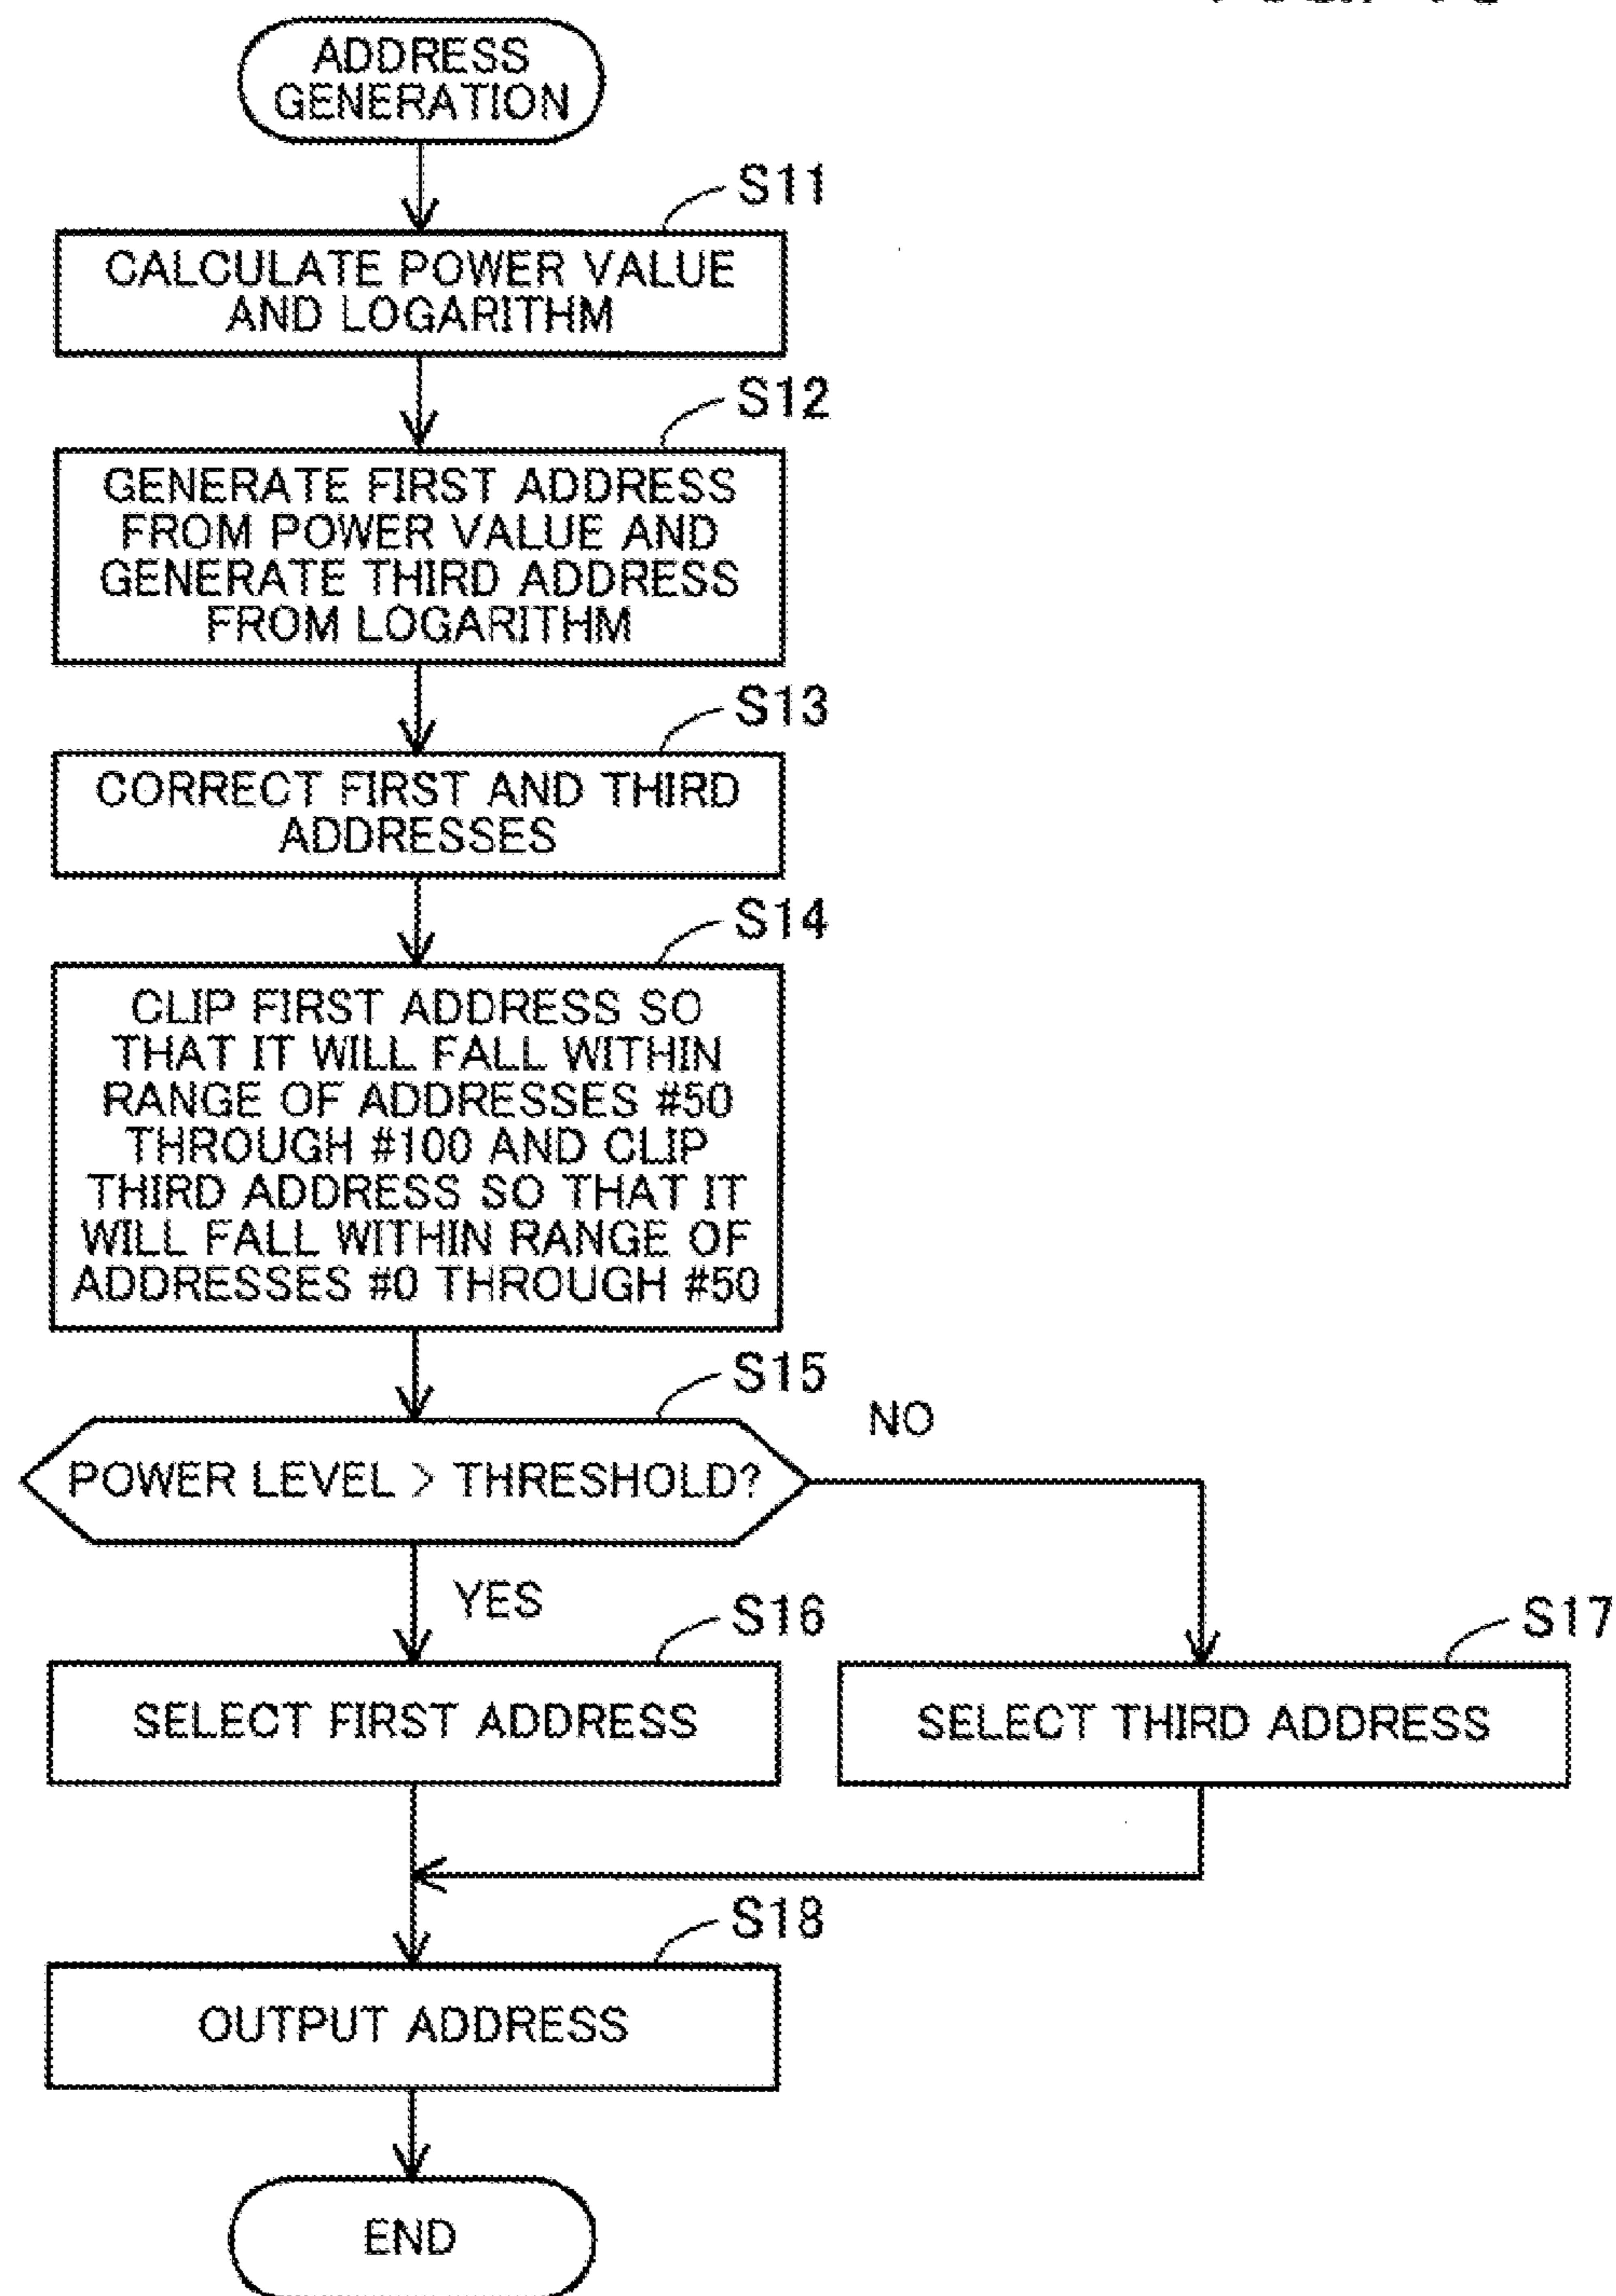 ADDRESS
GENERATION
S11
CALCULATE POWER VALUE
AND LOGARITHM
S12
GENERATE FIRST ADDRESS
FROM POWER VALUE AND
GENERATE THIRD ADDRESS
FROM LOGARITHM
S13
CORRECT FIRST AND THIRD
ADDRESSES
S14
CLIP FIRST ADDRESS SO
THAT IT WILL FALL WITHIN
RANGE OF ADDRESSES #50
THROUGH #100 AND CLIP
THIRD ADDRESS SO THAT IT
WILL FALL WITHIN RANGE OF
ADDRESSES #0 THROUGH #50
S15
NO
POWER LEVEL > THRESHOLD?
YES
S16
S17
SELECT FIRST ADDRESS
SELECT THIRD ADDRESS
S18
OUTPUT ADDRESS
END